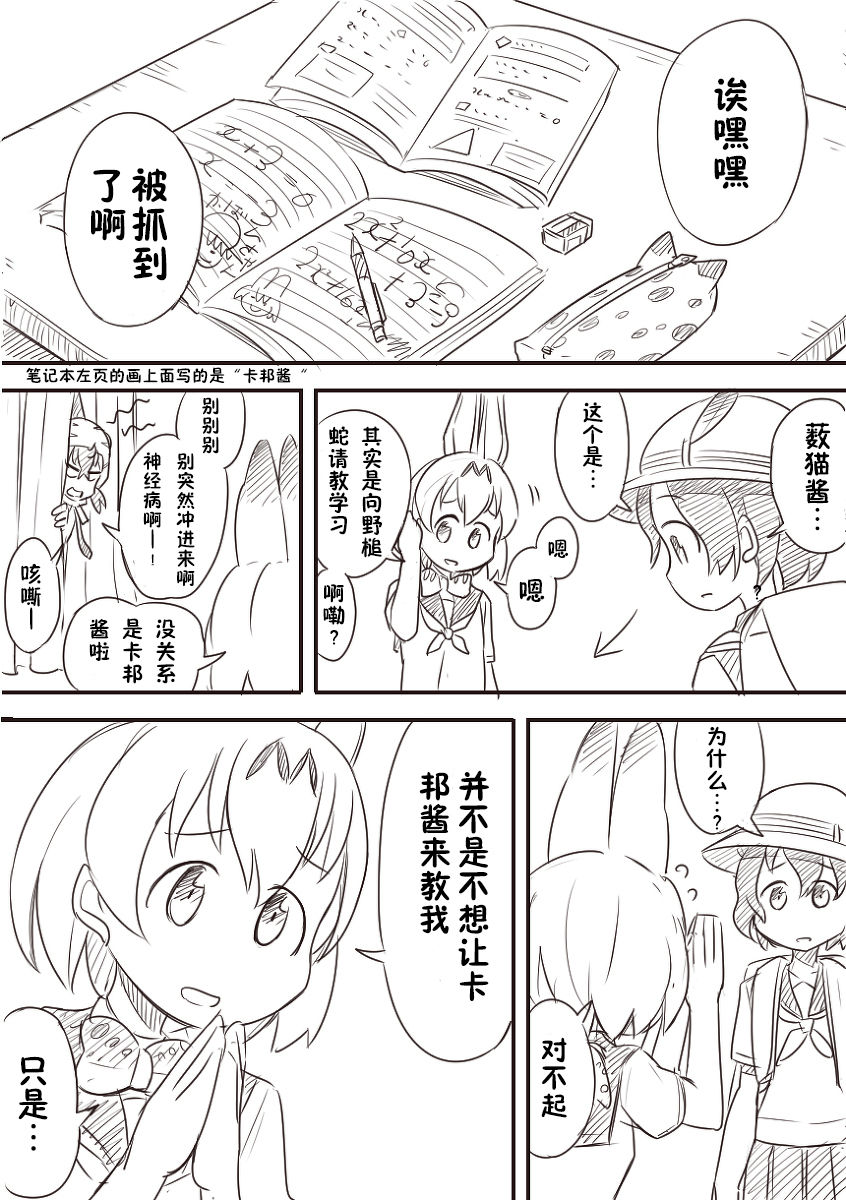 诶嘿嘿
被抓到
了啊
笔记本左页的画上面写的是“卡邦酱“
薮猫酱…
这个是…
嗯
嗯
其实是向野槌
蛇请教学习
啊嘞?
别别别
别突然冲进来啊
神经病啊ー!
咳嘶ー
没关系
是卡邦
酱啦
为什么…?
对不起
并不是不想让卡
邦酱来教我
只是…